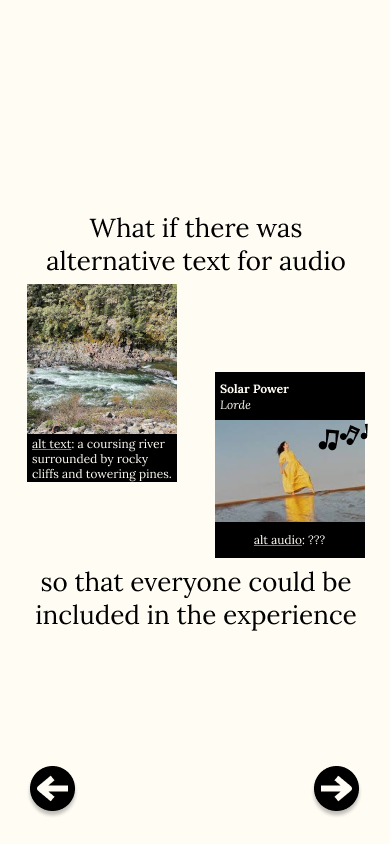 What if there was
alternative text for audio
alt text: a coursing river
surrounded by rocky
cliffs and towering pines.
Solar Power
Lorde
alt audio: ???
so that everyone could be
included in the experience